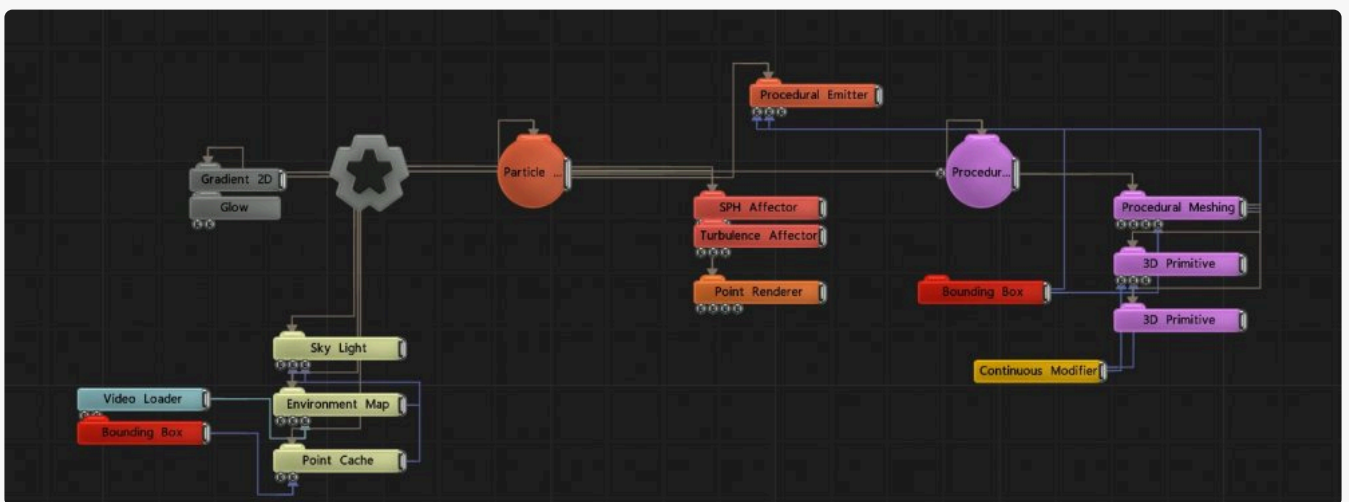 Procedural Emitter
Gradient 2D
Glow
Particle ...
Procedur...
SPH Affector
Turbulence Affector
Point Renderer
Procedural Meshing
3D Primitive
3D Primitive
Bounding Box
Continuous Modifier
Sky Light
Video Loader
Environment Map
Bounding Box
Point Cache